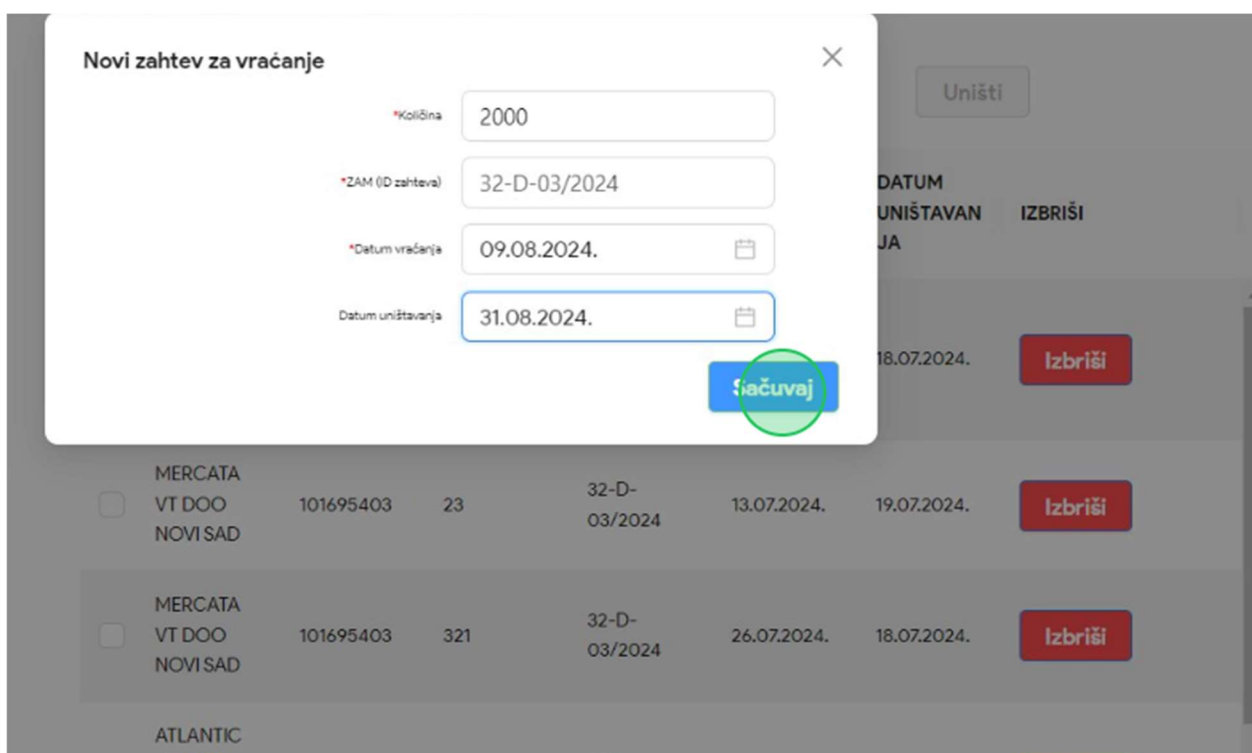 Novi zahtev za vraćanje
*Količina 2000
*ZAM (ID zahteva) 32-D-03/2024
*Datum vraćanja 09.08.2024.
Datum uništavanja 31.08.2024.
Sačuvaj
Uništi
DATUM
UNIŠTAVAN
JA
IZBRIŠI
18.07.2024. Izbriši
MERCATA
VT DOO
NOVI SAD
101695403 23
32-D-
03/2024
13.07.2024. 19.07.2024. Izbriši
MERCATA
VT DOO
NOVI SAD
101695403 321
32-D-
03/2024
26.07.2024. 18.07.2024. Izbriši
ATLANTIC